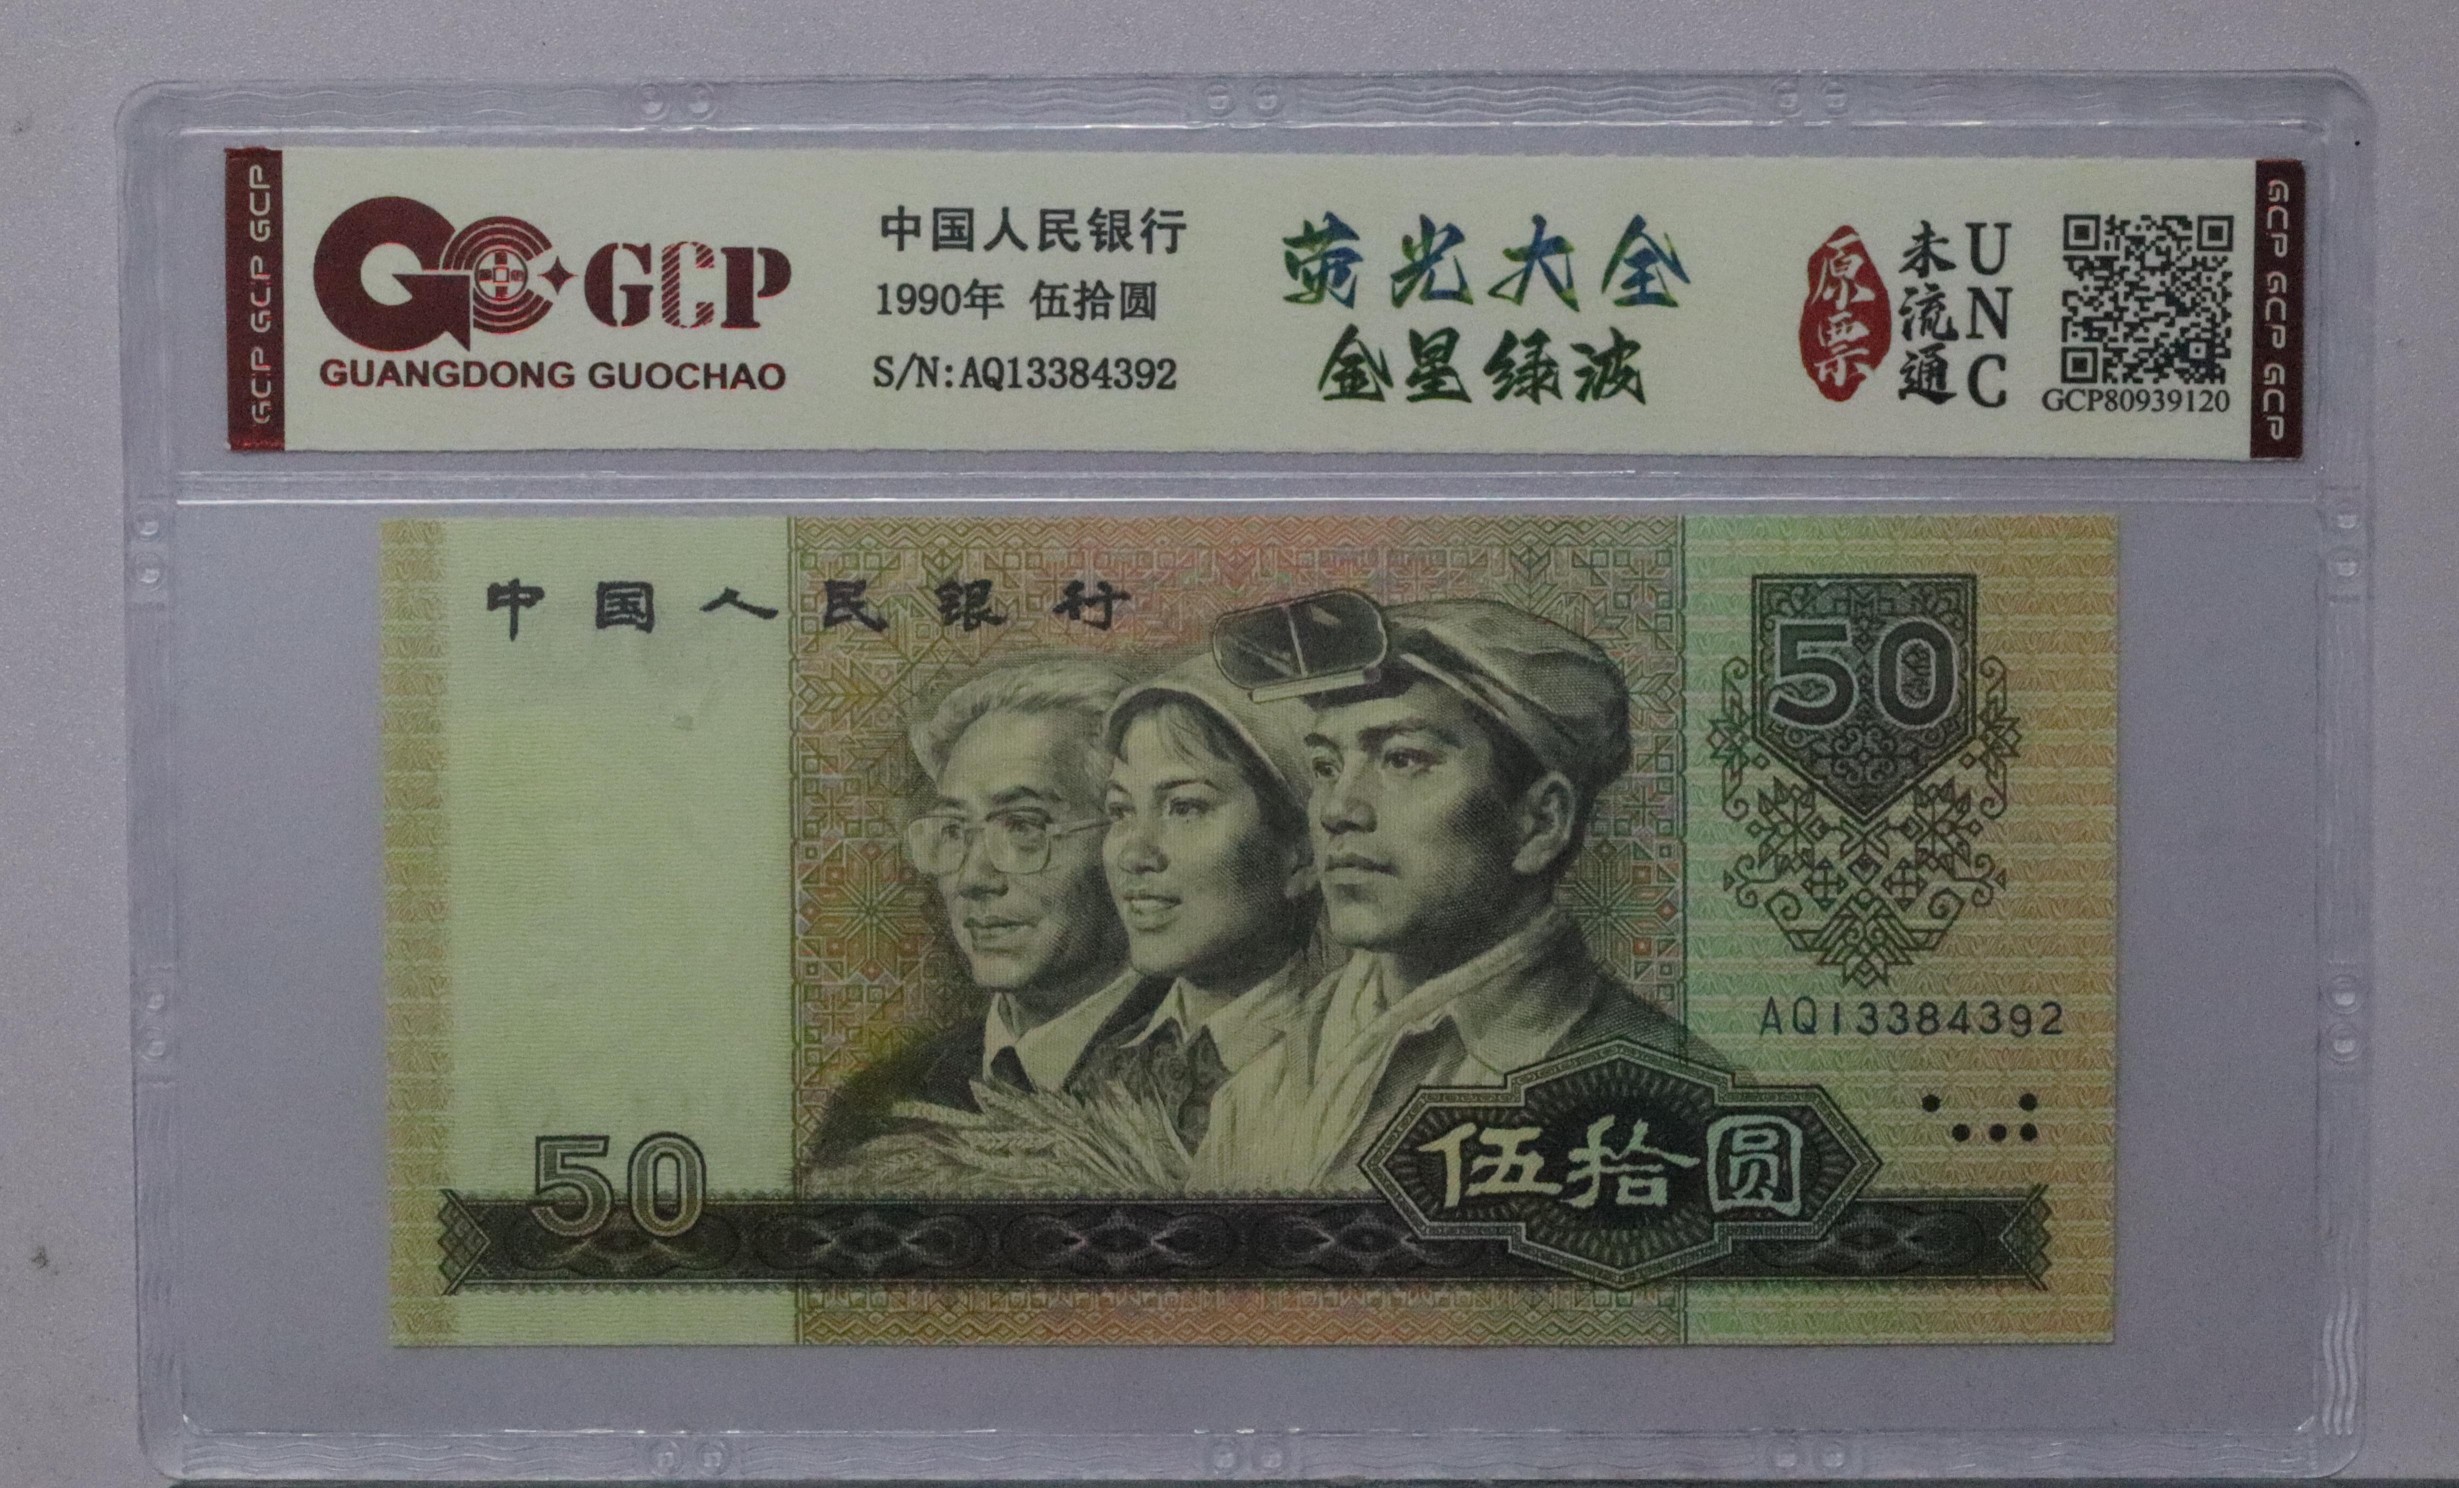 GCP GCP GCP
GCP
GUANGDONG GUOCHAO
中国人民银行
1990年 伍拾圆
S/N:AQ13384392
荧光大全
金星绿波
原票
未流通
UNC
GCP80939120
GCP GCP GCP
中国人民银行
50
AQ13384392
50
伍拾圆